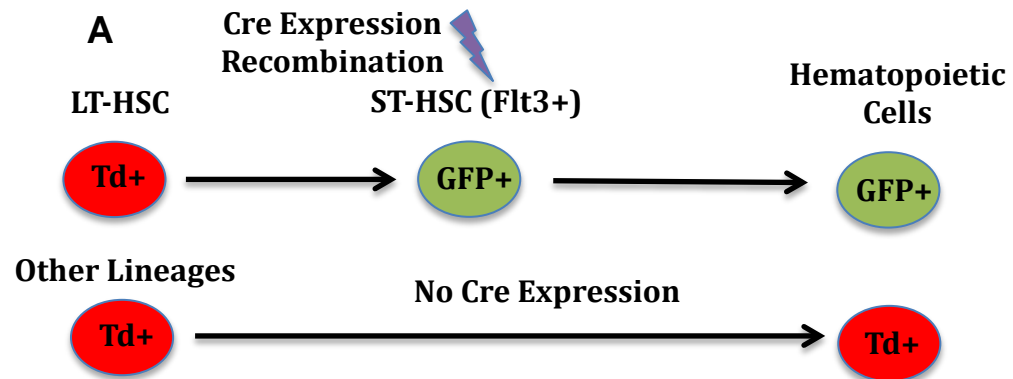 A
Cre Expression
Recombination
LT-HSC
ST-HSC (Flt3+)
Hematopoietic
Cells
Td+
GFP+
GFP+
Other Lineages
No Cre Expression
Td+
Td+